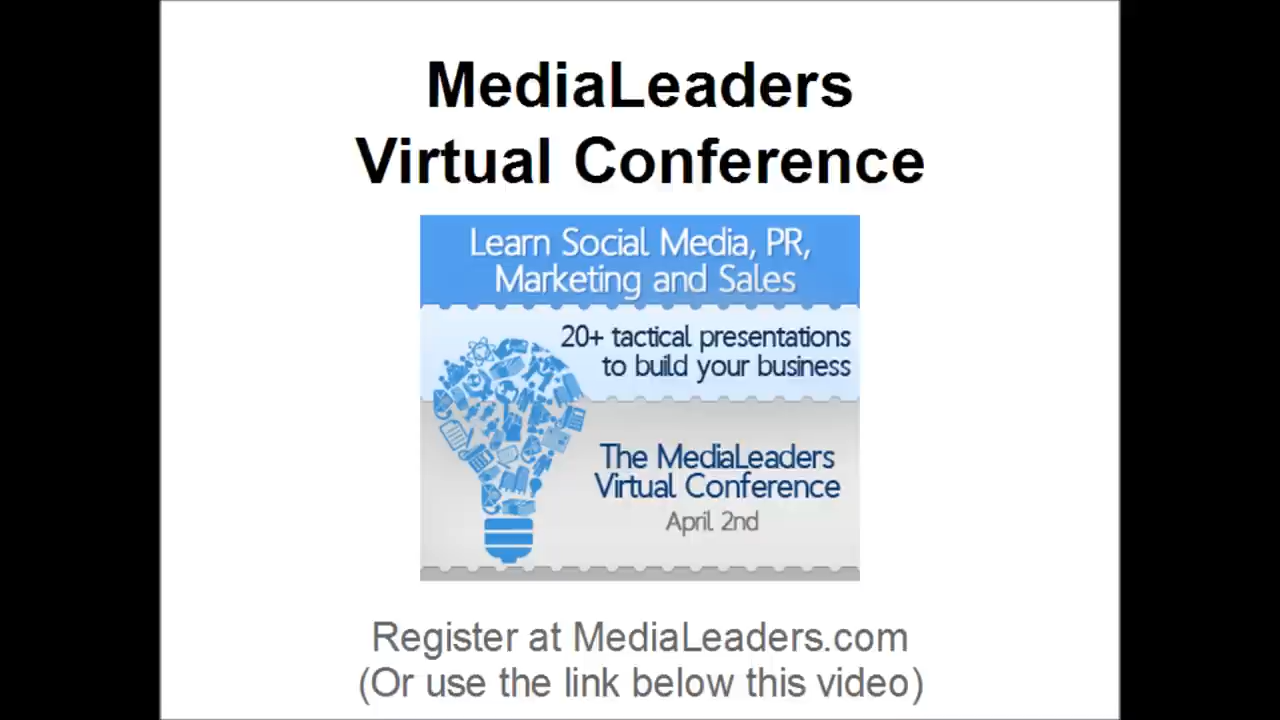 MediaLeaders
Virtual Conference
Learn Social Media, PR,
Marketing and Sales
20+ tactical presentations
to build your business
The MediaLeaders
Virtual Conference
April 2nd
Register at MediaLeaders.com
(Or use the link below this video)